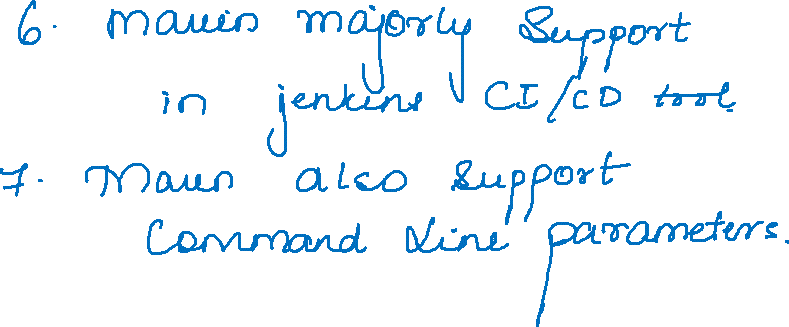 6. Maven majorly Support
in jenkins CI/CD tool
7. Maven also support
Command Line parameters.